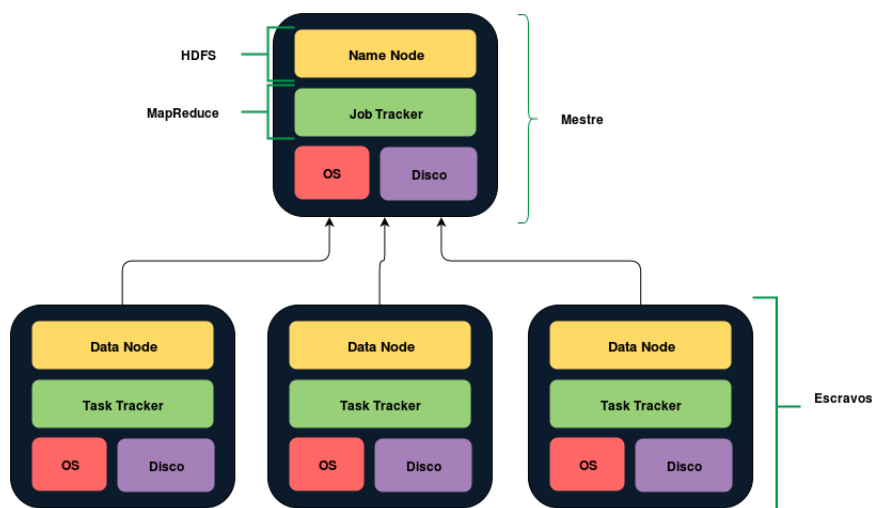 HDFS
Name Node
MapReduce
Job Tracker
Mestre
OS
Disco
Data Node
Data Node
Data Node
Task Tracker
Task Tracker
Task Tracker
Escravos
OS
Disco
OS
Disco
OS
Disco